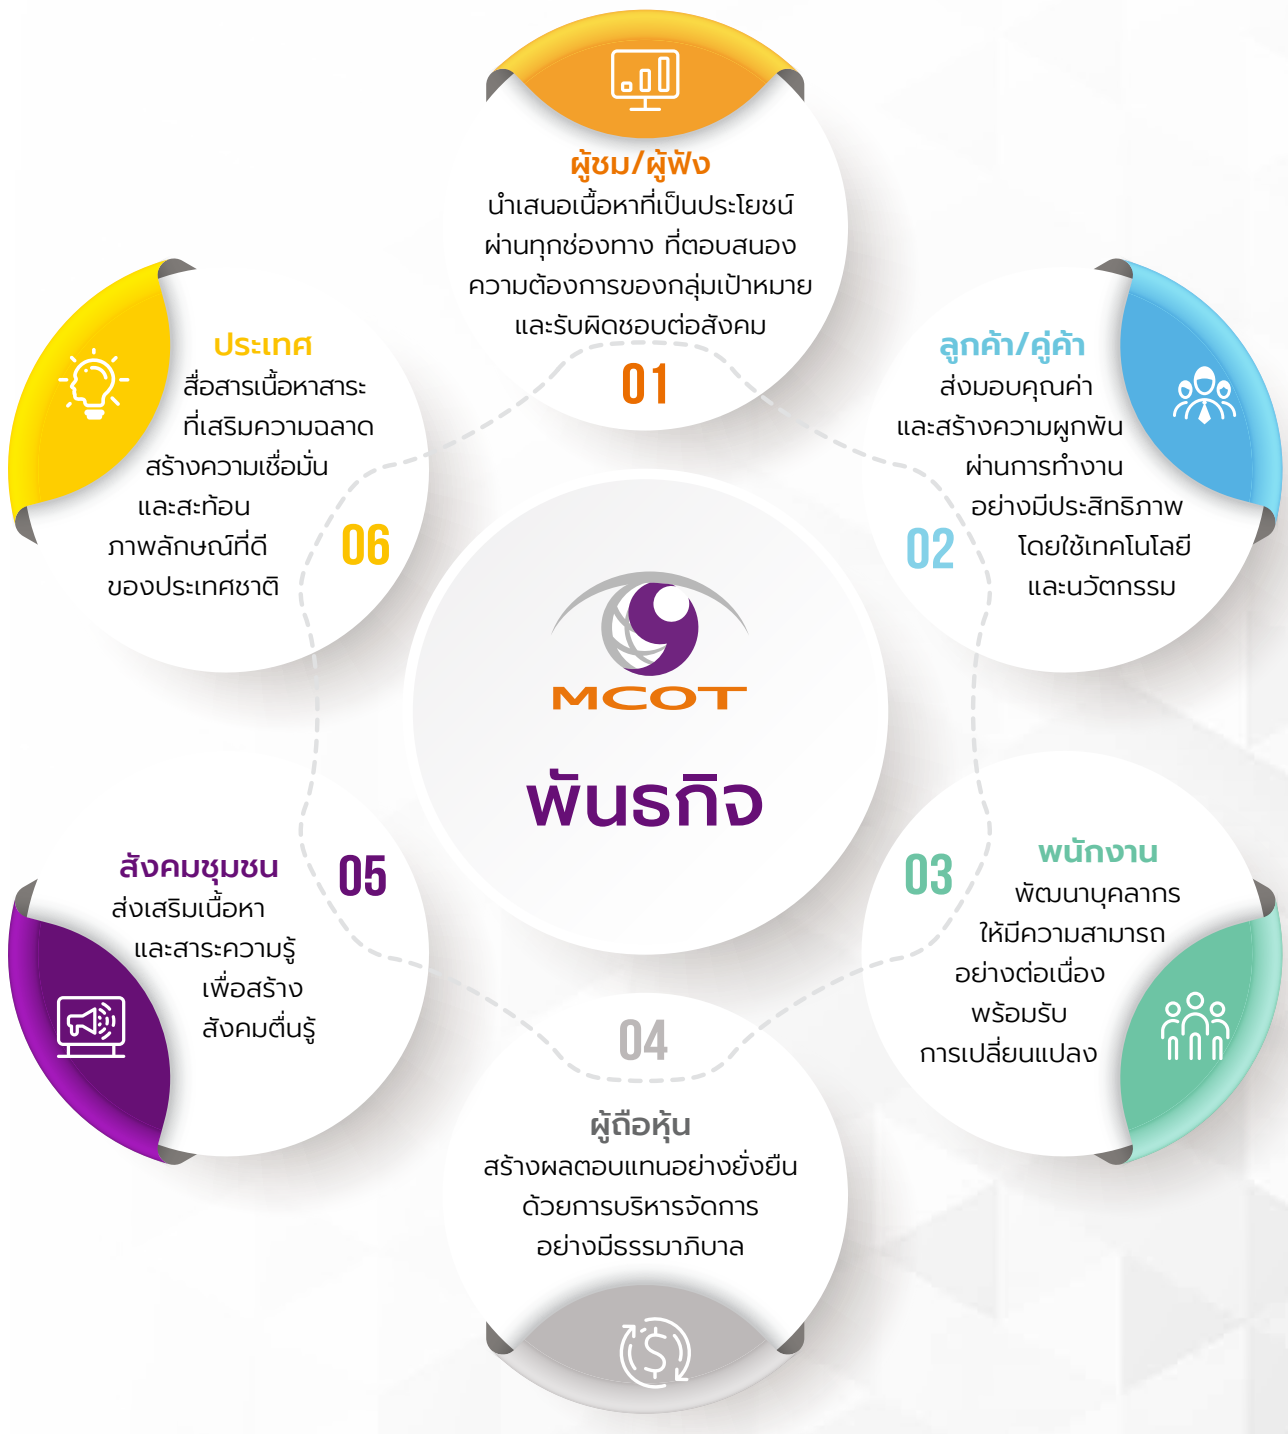 ผู้ชม/ผู้ฟัง
นำเสนอเนื้อหาที่เป็นประโยชน์
ผ่านทุกช่องทาง ที่ตอบสนอง
ความต้องการของกลุ่มเป้าหมาย
และรับผิดชอบต่อสังคม
01
ลูกค้า/คู่ค้า
ส่งมอบคุณค่า
และสร้างความผูกพัน
ผ่านการทำงาน
อย่างมีประสิทธิภาพ
โดยใช้เทคโนโลยี
และนวัตกรรม
02
พนักงาน
พัฒนาบุคลากร
ให้มีความสามารถ
อย่างต่อเนื่อง
พร้อมรับ
การเปลี่ยนแปลง
03
04
ผู้ถือหุ้น
สร้างผลตอบแทนอย่างยั่งยืน
ด้วยการบริหารจัดการ
อย่างมีธรรมาภิบาล
สังคมชุมชน
05
ส่งเสริมเนื้อหา
และสาระความรู้
เพื่อสร้าง
สังคมตื่นรู้
ประเทศ
สื่อสารเนื้อหาสาระ
ที่เสริมความฉลาด
สร้างความเชื่อมั่น
และสะท้อน
ภาพลักษณ์ที่ดี
ของประเทศชาติ
06
MCOT
พันธกิจ